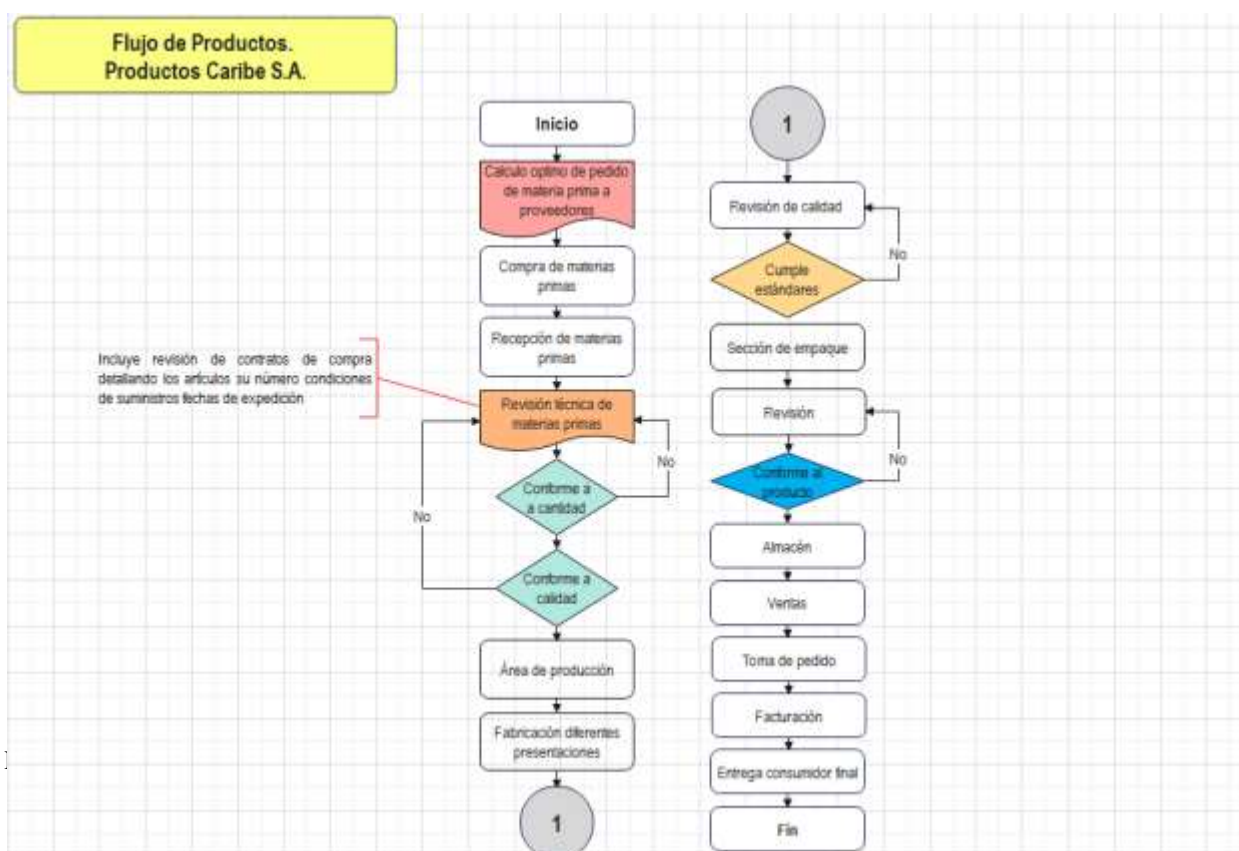 Flujo de Productos.
Productos Caribe S.A.
Inicio
Calculo optimo de pedido
de materia prima a
proveedores
Compra de materias
primas
Recepción de materias
primas
Incluye revisión de contratos de compra
detallando los artículos su número condiciones
de suministros fechas de expedición
Revisión técnica de
materias primas
No
Conforme a
a cantidad
No
Conforme a
calidad
Área de producción
Fabricación diferentes
presentaciones
1
1
Revisión de calidad
No
Cumple
estándares
Sección de empaque
Revisión
No
Conforme al
producto
Almacén
Ventas
Toma de pedido
Facturación
Entrega consumidor final
Fin